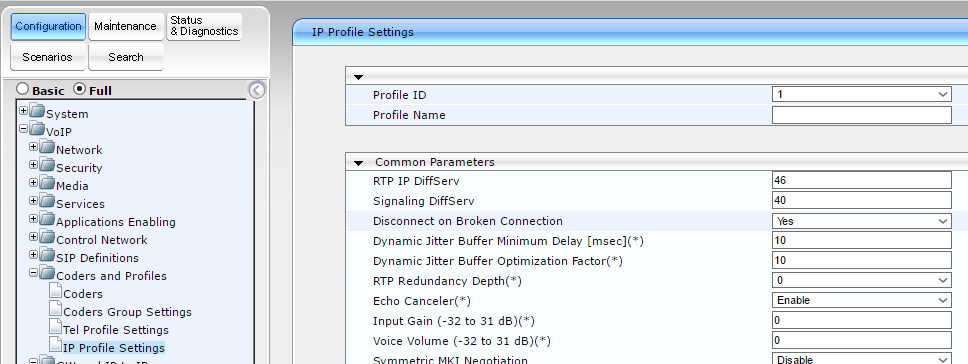 Configuration
Maintenance
Status
& Diagnostics
Scenarios
Search
Basic Full
System
VoIP
Network
Security
Media
Services
Applications Enabling
Control Network
SIP Definitions
Coders and Profiles
Coders
Coders Group Settings
Tel Profile Settings
IP Profile Settings
IP Profile Settings
Profile ID 1
Profile Name
Common Parameters
RTP IP DiffServ 46
Signaling DiffServ 40
Disconnect on Broken Connection Yes
Dynamic Jitter Buffer Minimum Delay [msec](*) 10
Dynamic Jitter Buffer Optimization Factor(*) 10
RTP Redundancy Depth(*) 0
Echo Canceler(*) Enable
Input Gain (-32 to 31 dB)(*) 0
Voice Volume (-32 to 31 dB)(*) 0
Symmetric MKI Negotiation Disable